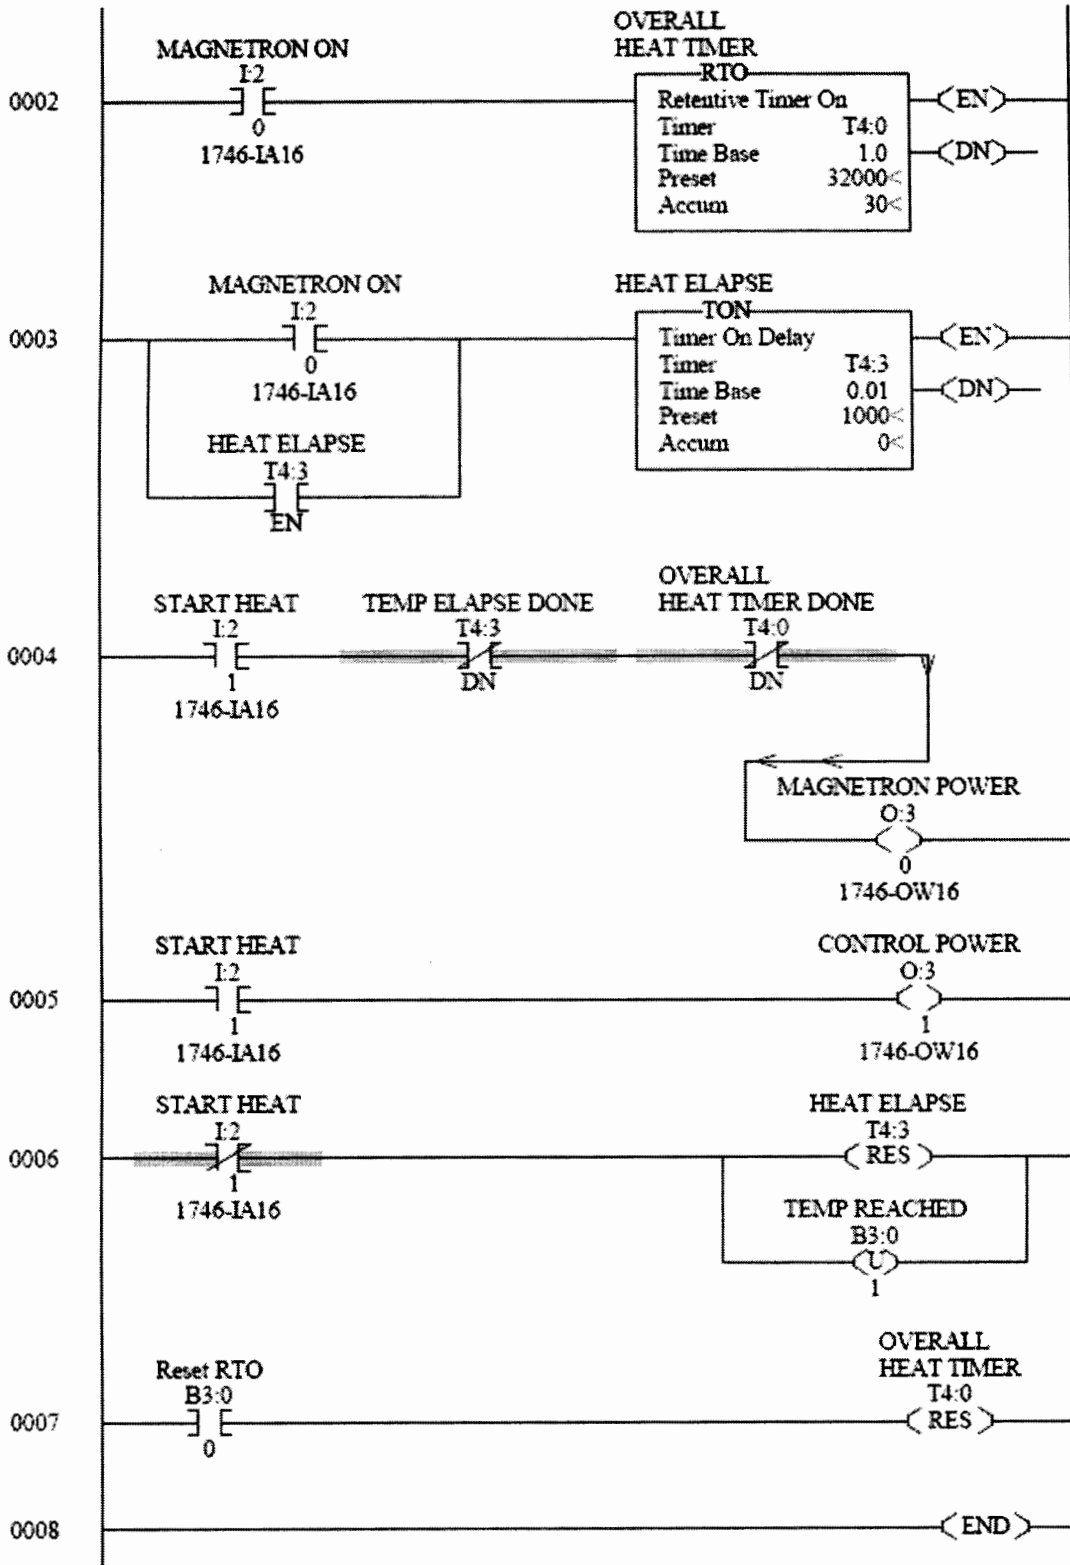 OVERALL
HEAT TIMER
MAGNETRON ON
I:2
0002
0
1746-IA16
RTO
Retentive Timer On
Timer T4:0
Time Base 1.0
Preset 32000<
Accum 30<
EN
DN
MAGNETRON ON
I:2
0003
0
1746-IA16
HEAT ELAPSE
T4:3
EN
HEAT ELAPSE
TON
Timer On Delay
Timer T4:3
Time Base 0.01
Preset 1000<
Accum 0<
EN
DN
START HEAT
I:2
0004
1
1746-IA16
TEMP ELAPSE DONE
T4:3
DN
OVERALL
HEAT TIMER DONE
T4:0
DN
MAGNETRON POWER
O:3
0
1746-OW16
START HEAT
I:2
0005
1
1746-IA16
CONTROL POWER
O:3
1
1746-OW16
START HEAT
I:2
0006
1
1746-IA16
HEAT ELAPSE
T4:3
RES
TEMP REACHED
B3:0
U
1
Reset RTO
B3:0
0007
0
OVERALL
HEAT TIMER
T4:0
RES
0008
END